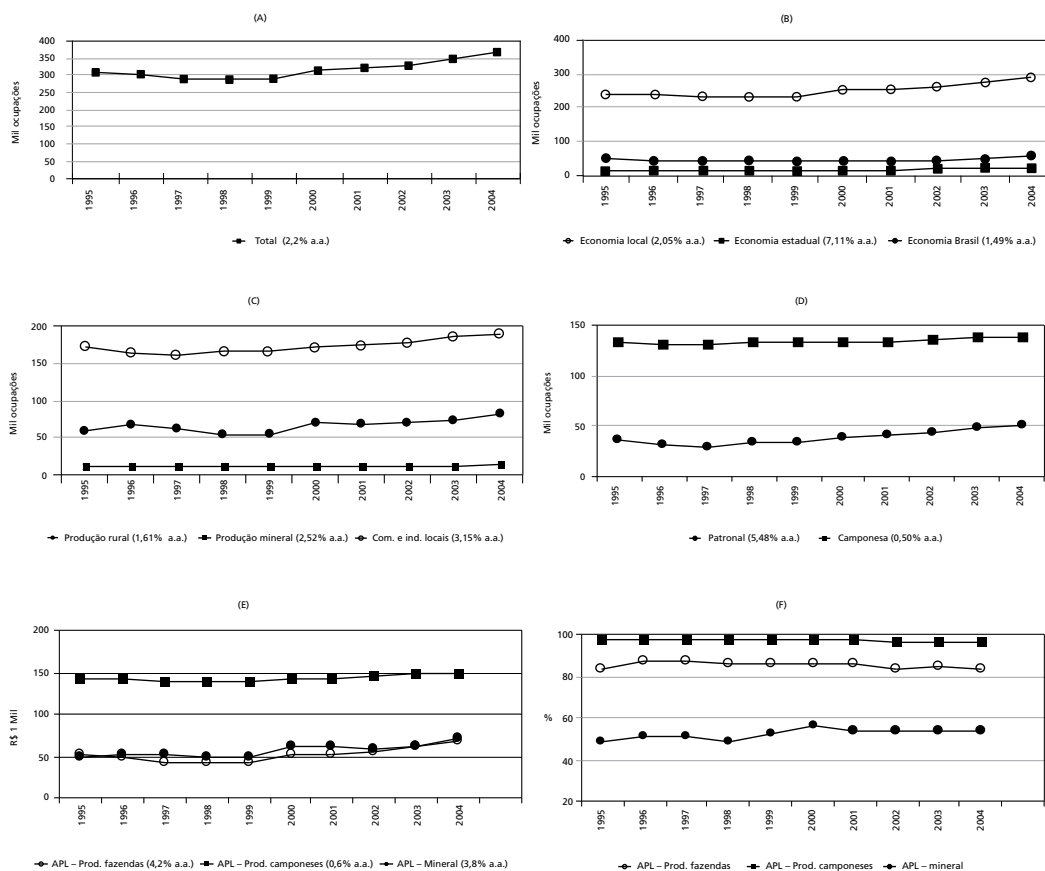 (A)
400
350
300
250
200
150
100
50
0
Mil ocupações
1995 1996 1997 1998 1999 2000 2001 2002 2003 2004
Total (2,2% a.a.)
(B)
400
300
200
100
0
Mil ocupações
1995 1996 1997 1998 1999 2000 2001 2002 2003 2004
Economia local (2,05% a.a.) Economia estadual (7,11% a.a.) Economia Brasil (1,49% a.a.)
(C)
200
150
100
50
0
Mil ocupações
1995 1996 1997 1998 1999 2000 2001 2002 2003 2004
Produção rural (1,61% a.a.) Produção mineral (2,52% a.a.) Com. e ind. locais (3,15% a.a.)
(D)
150
100
50
0
Mil ocupações
1995 1996 1997 1998 1999 2000 2001 2002 2003 2004
Patronal (5,48% a.a.) Camponesa (0,50% a.a.)
(E)
200
150
100
50
0
R$ 1 Mil
1995 1996 1997 1998 1999 2000 2001 2002 2003 2004
APL – Prod. fazendas (4,2% a.a.) APL – Prod. camponeses (0,6% a.a.) APL – Mineral (3,8% a.a.)
(F)
100
80
60
40
20
%
1995 1996 1997 1998 1999 2000 2001 2002 2003 2004
APL – Prod. fazendas APL – Prod. camponeses APL – mineral